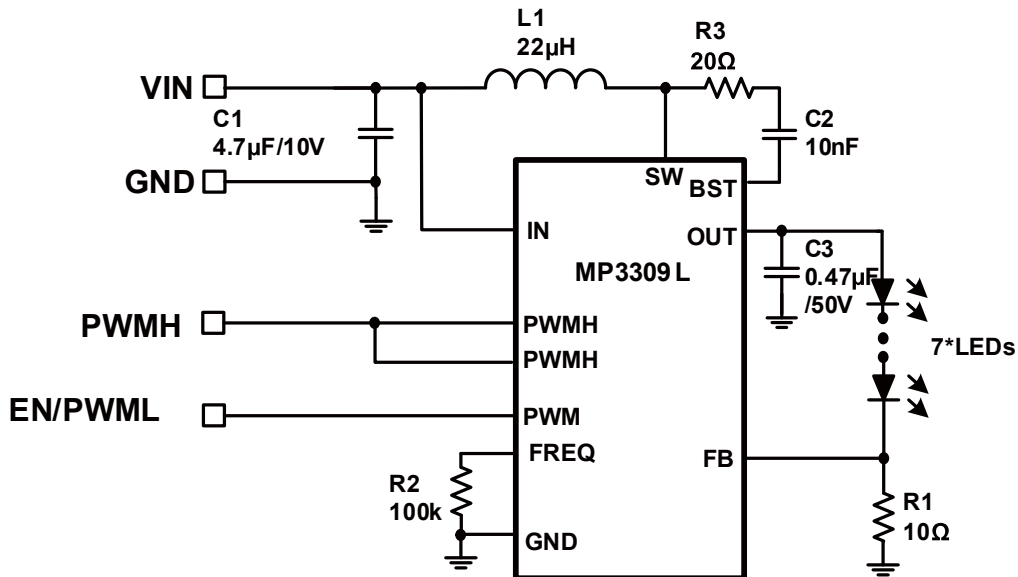 L1
22µH
R3
20Ω
VIN
C1
4.7µF/10V
C2
10nF
GND
SW
BST
IN
OUT
MP3309L
C3
0.47µF
/50V
PWMH
PWMH
PWMH
7*LEDs
EN/PWML
PWM
FREQ
FB
R2
100k
R1
10Ω
GND